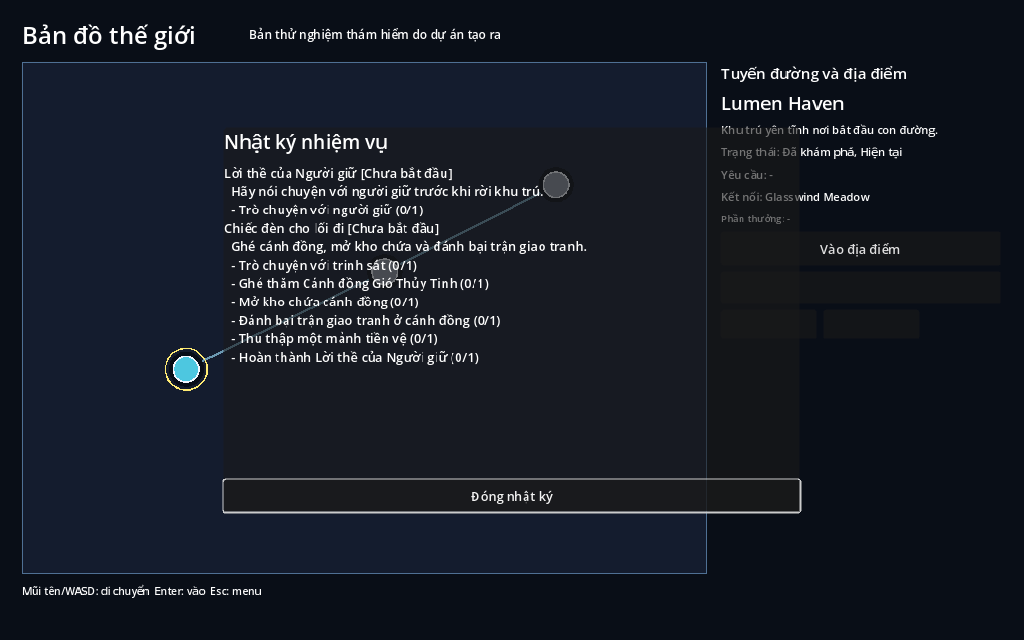 Bản đồ thế giới
Bản thử nghiệm thám hiểm do dự án tạo ra
Tuyến đường và địa điểm
Lumen Haven
Khu trú yên tĩnh nơi bắt đầu con đường.
Trạng thái: Đã khám phá, Hiện tại
Yêu cầu: -
Kết nối: Glasswind Meadow
Phần thưởng: -
Vào địa điểm
Nhật ký nhiệm vụ
Lời thề của Người giữ [Chưa bắt đầu]
Hãy nói chuyện với người giữ trước khi rời khu trú.
- Trò chuyện với người giữ (0/1)
Chiếc đèn cho lối đi [Chưa bắt đầu]
Ghé cánh đồng, mở kho chứa và đánh bại trận giao tranh.
- Trò chuyện với trinh sát (0/1)
- Ghé thăm Cánh đồng Gió Thủy Tinh (0/1)
- Mở kho chứa cánh đồng (0/1)
- Đánh bại trận giao tranh ở cánh đồng (0/1)
- Thu thập một mảnh tiền vệ (0/1)
- Hoàn thành Lời thề của Người giữ (0/1)
Đóng nhật ký
Mũi tên/WASD: di chuyển Enter: vào Esc: menu